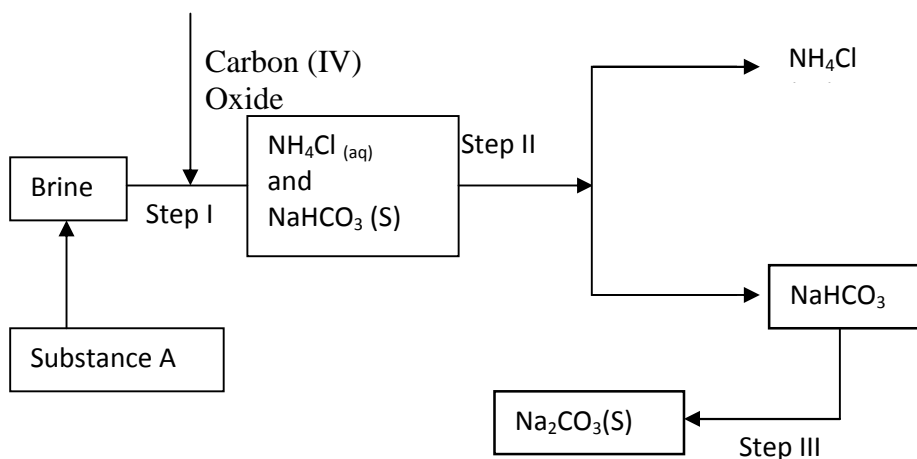 Carbon (IV)
Oxide
NH₄Cl
NH₄Cl (aq)
and
NaHCO₃ (S)
Step II
Brine
Step I
NaHCO₃
Substance A
Na₂CO₃(S)
Step III